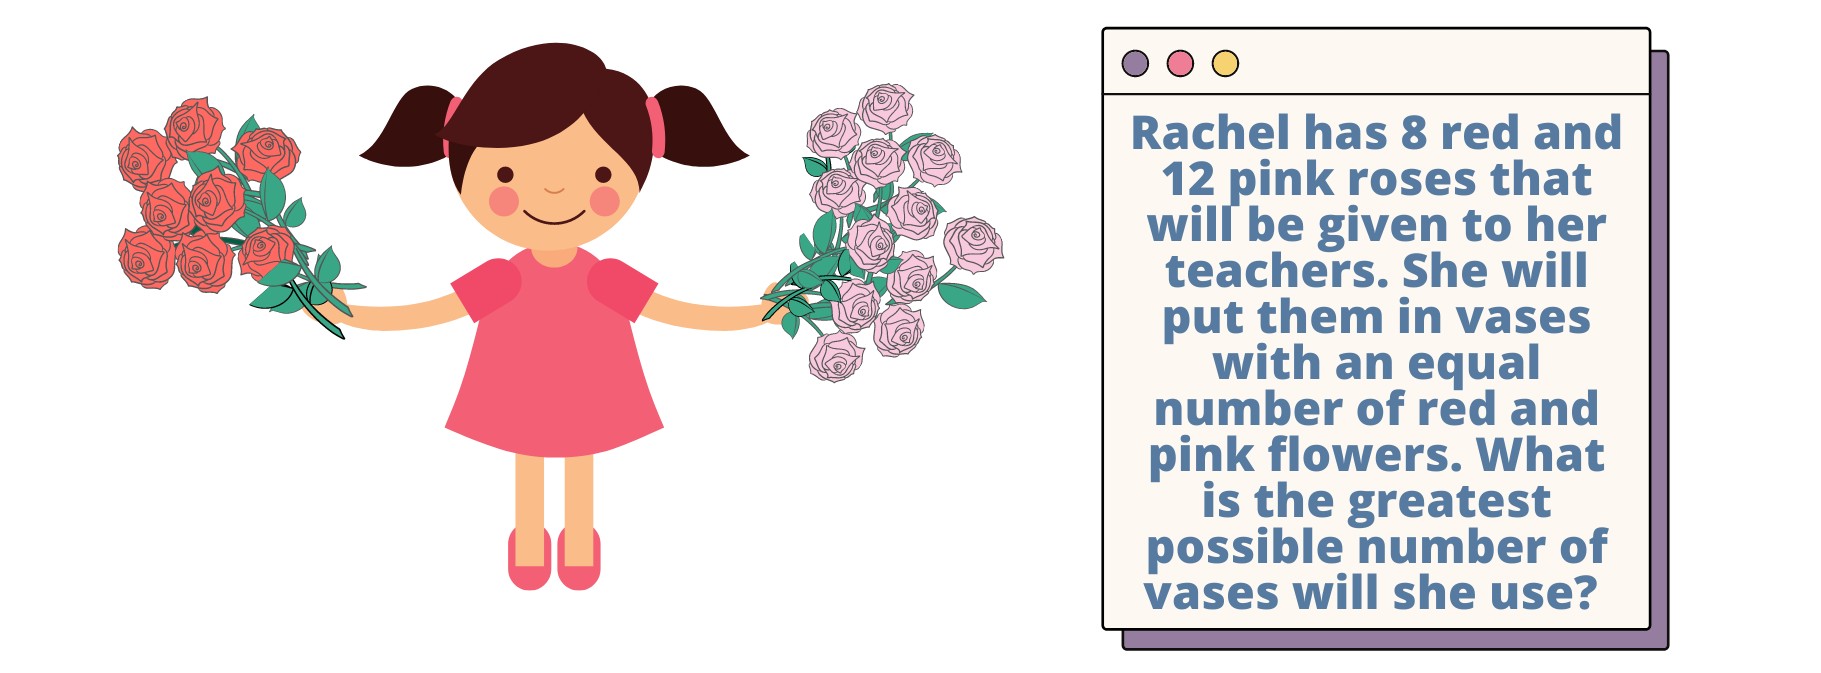 Rachel has 8 red and
12 pink roses that
will be given to her
teachers. She will
put them in vases
with an equal
number of red and
pink flowers. What
is the greatest
possible number of
vases will she use?